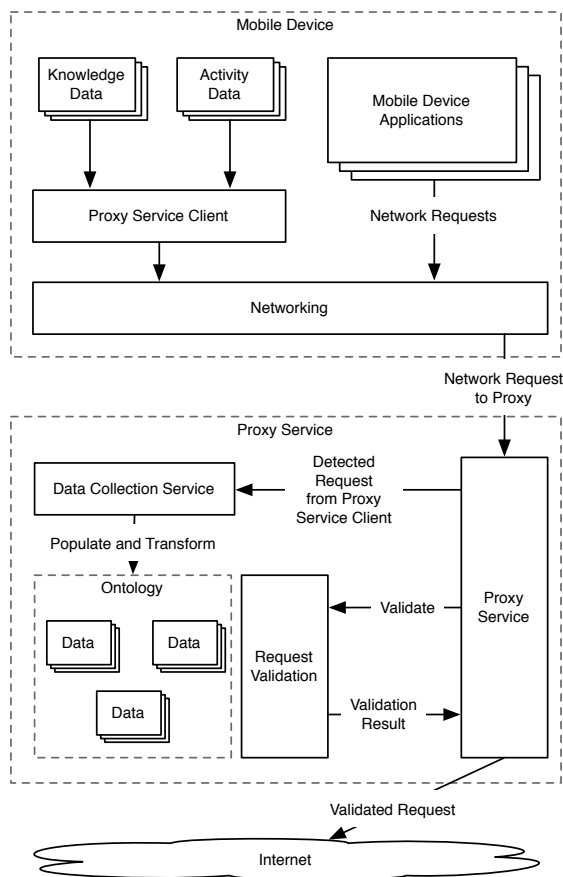 Mobile Device
Knowledge
Data
Activity
Data
Mobile Device
Applications
Proxy Service Client
Network Requests
Networking
Network Request
to Proxy
Proxy Service
Data Collection Service
Detected
Request
from Proxy
Service Client
Populate and Transform
Ontology
Data
Data
Data
Request
Validation
Validate
Validation
Result
Proxy
Service
Validated Request
Internet